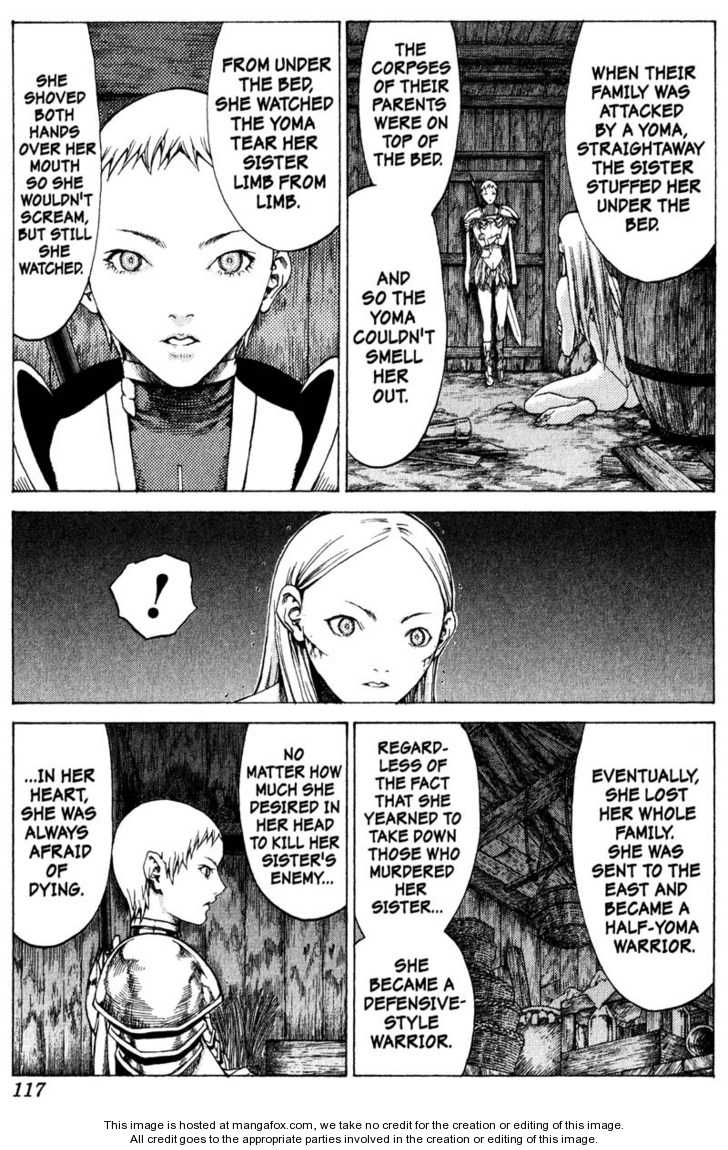 WHEN THEIR
FAMILY WAS
ATTACKED
BY A YOMA,
STRAIGHTAWAY
THE SISTER
STUFFED HER
UNDER THE
BED.
THE
CORPSES
OF THEIR
PARENTS
WERE ON
TOP OF
THE BED.
AND
SO THE
YOMA
COULDN'T
SMELL
HER
OUT.
FROM UNDER
THE BED,
SHE WATCHED
THE YOMA
TEAR HER
SISTER
LIMB FROM
LIMB.
SHE
SHOVED
BOTH
HANDS
OVER HER
MOUTH
SO SHE
WOULDN'T
SCREAM,
BUT STILL
SHE
WATCHED.
!
EVENTUALLY,
SHE LOST
HER WHOLE
FAMILY.
SHE WAS
SENT TO THE
EAST AND
BECAME A
HALF-YOMA
WARRIOR.
REGARD-
LESS OF
THE FACT
THAT SHE
YEARNED TO
TAKE DOWN
THOSE WHO
MURDERED
HER
SISTER...
SHE
BECAME A
DEFENSIVE-
STYLE
WARRIOR.
NO
MATTER HOW
MUCH SHE
DESIRED IN
HER HEAD
TO KILL HER
SISTER'S
ENEMY...
...IN HER
HEART,
SHE WAS
ALWAYS
AFRAID
OF
DYING.
117
This image is hosted at mangafox.com, we take no credit for the creation or editing of this image.
All credit goes to the appropriate parties involved in the creation or editing of this image.